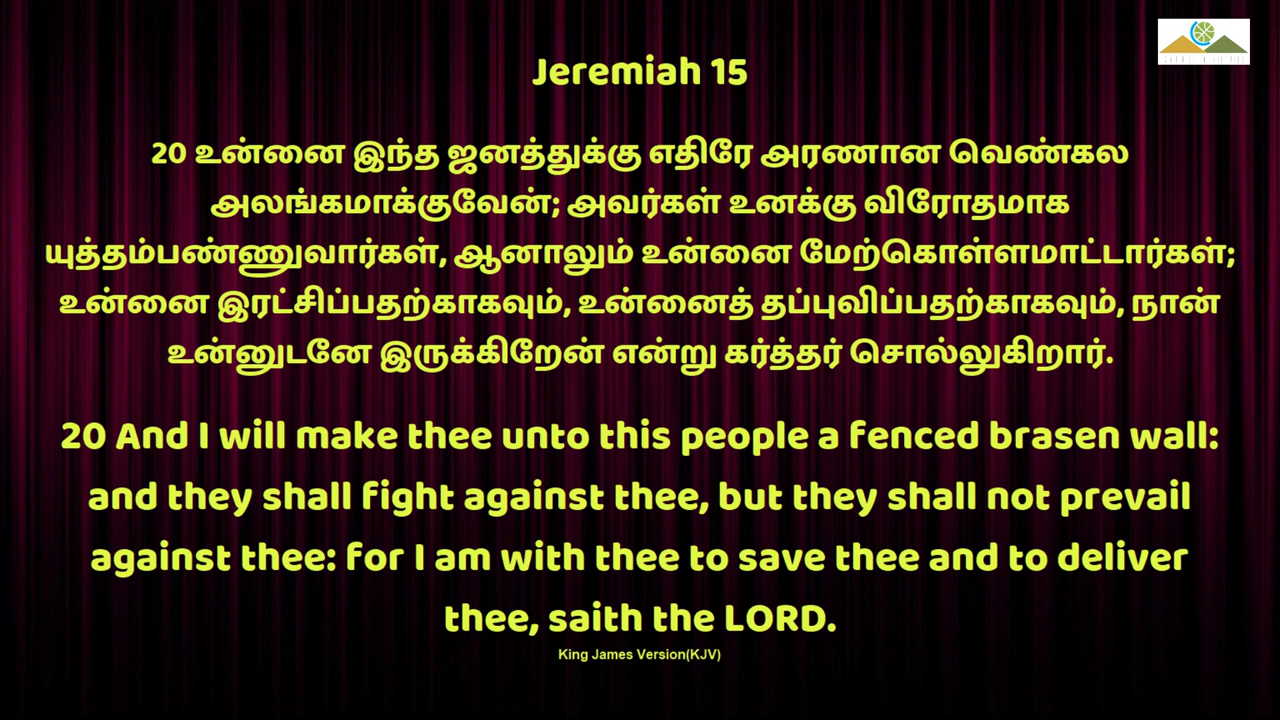 Jeremiah 15
20 உன்னை இந்த ஜனத்துக்கு எதிரே அரணான வெண்கல
அலங்கமாக்குவேன்; அவர்கள் உனக்கு விரோதமாக
யுத்தம்பண்ணுவார்கள், ஆனாலும் உன்னை மேற்கொள்ளமாட்டார்கள்;
உன்னை இரட்சிப்பதற்காகவும், உன்னைத் தப்புவிப்பதற்காகவும், நான்
உன்னுடனே இருக்கிறேன் என்று கர்த்தர் சொல்லுகிறார்.
20 And I will make thee unto this people a fenced brasen wall:
and they shall fight against thee, but they shall not prevail
against thee: for I am with thee to save thee and to deliver
thee, saith the LORD.
King James Version(KJV)